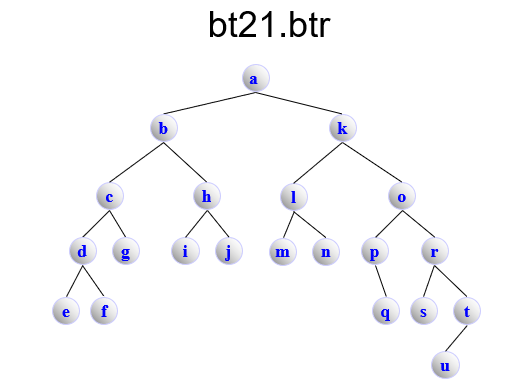 bt21.btr
a
b k
c h l o
d g i j m n p r
e f q s t
u